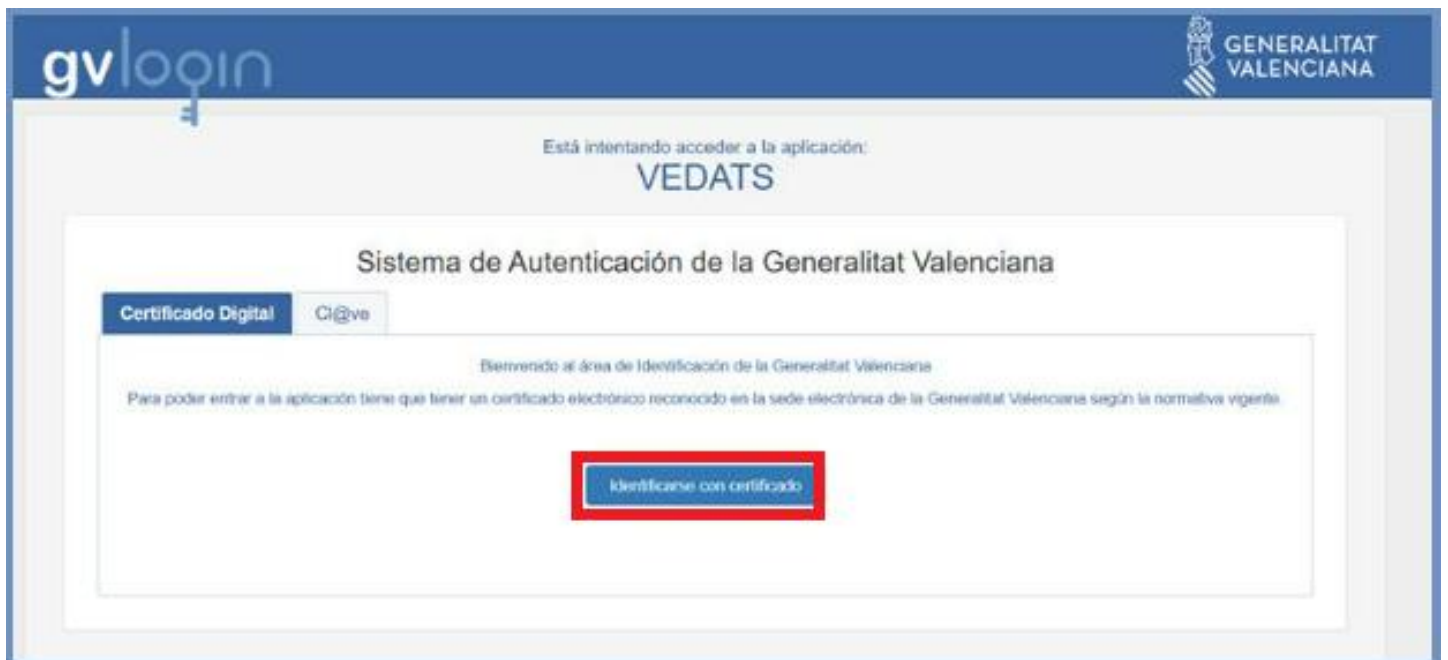 gvlogin
GENERALITAT
VALENCIANA
Está intentando acceder a la aplicación:
VEDATS
Sistema de Autenticación de la Generalitat Valenciana
Certificado Digital
Cl@ve
Bienvenido al área de Identificación de la Generalitat Valenciana
Para poder entrar a la aplicación tiene que tener un certificado electrónico reconocido en la sede electrónica de la Generalitat Valenciana según la normativa vigente.
Identificarse con certificado